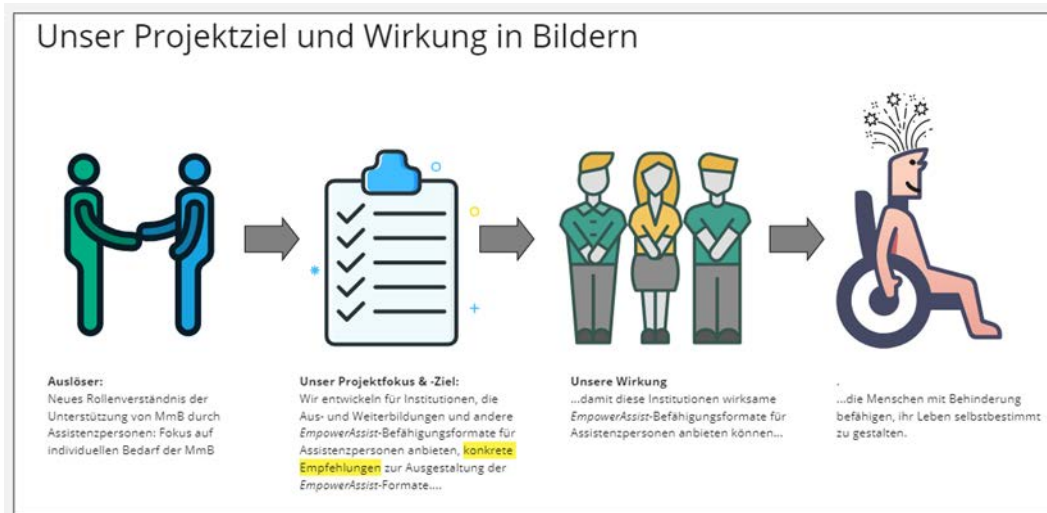 Unser Projektziel und Wirkung in Bildern
Auslöser:
Neues Rollenverständnis der
Unterstützung von MmB durch
Assistenzpersonen: Fokus auf
individuellen Bedarf der MmB
Unser Projektfokus & -Ziel:
Wir entwickeln für Institutionen, die
Aus- und Weiterbildungen und andere
EmpowerAssist-Befähigungsformate für
Assistenzpersonen anbieten, konkrete
Empfehlungen zur Ausgestaltung der
EmpowerAssist-Formate....
Unsere Wirkung
...damit diese Institutionen wirksame
EmpowerAssist-Befähigungsformate für
Assistenzpersonen anbieten können...
.
...die Menschen mit Behinderung
befähigen, ihr Leben selbstbestimmt
zu gestalten.